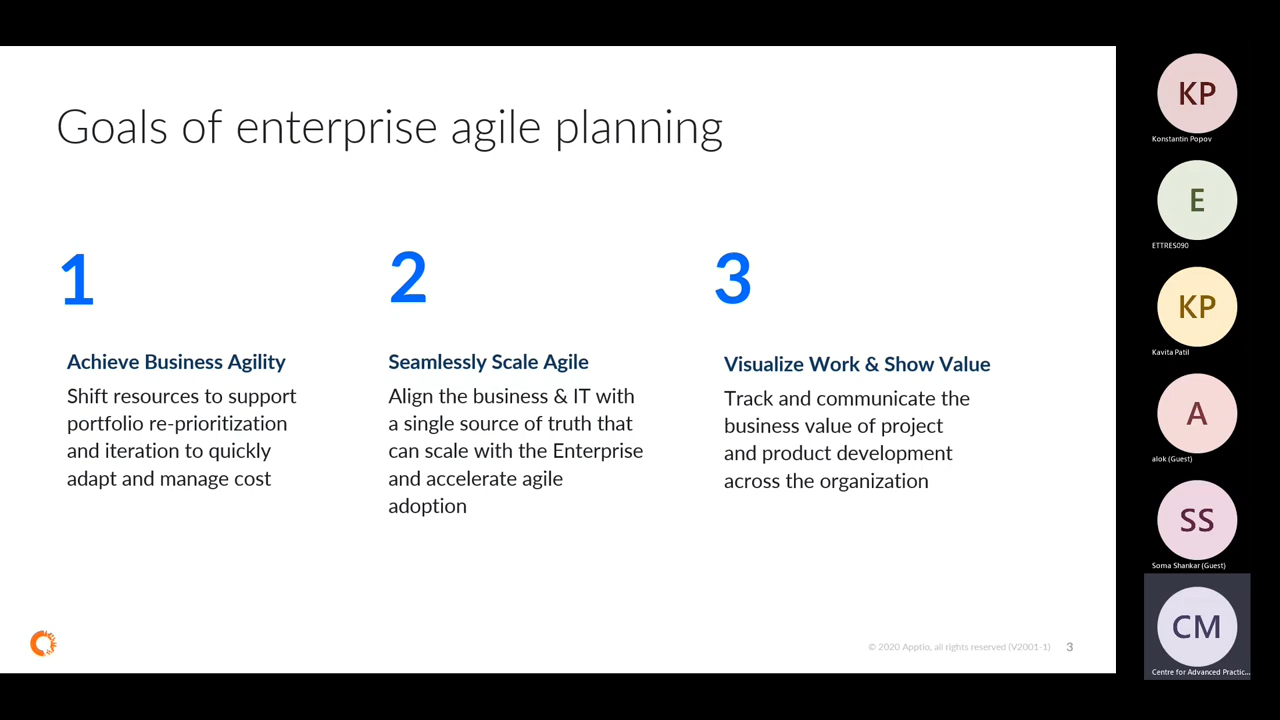 Goals of enterprise agile planning
1
Achieve Business Agility
Shift resources to support
portfolio re-prioritization
and iteration to quickly
adapt and manage cost
2
Seamlessly Scale Agile
Align the business & IT with
a single source of truth that
can scale with the Enterprise
and accelerate agile
adoption
3
Visualize Work & Show Value
Track and communicate the
business value of project
and product development
across the organization
© 2020 Apptio, all rights reserved (V2001-1)
3
KP
Konstantin Popov
E
ETTRES090
KP
Kavita Patil
A
alok (Guest)
SS
Soma Shankar (Guest)
CM
Centre for Advanced Practic...